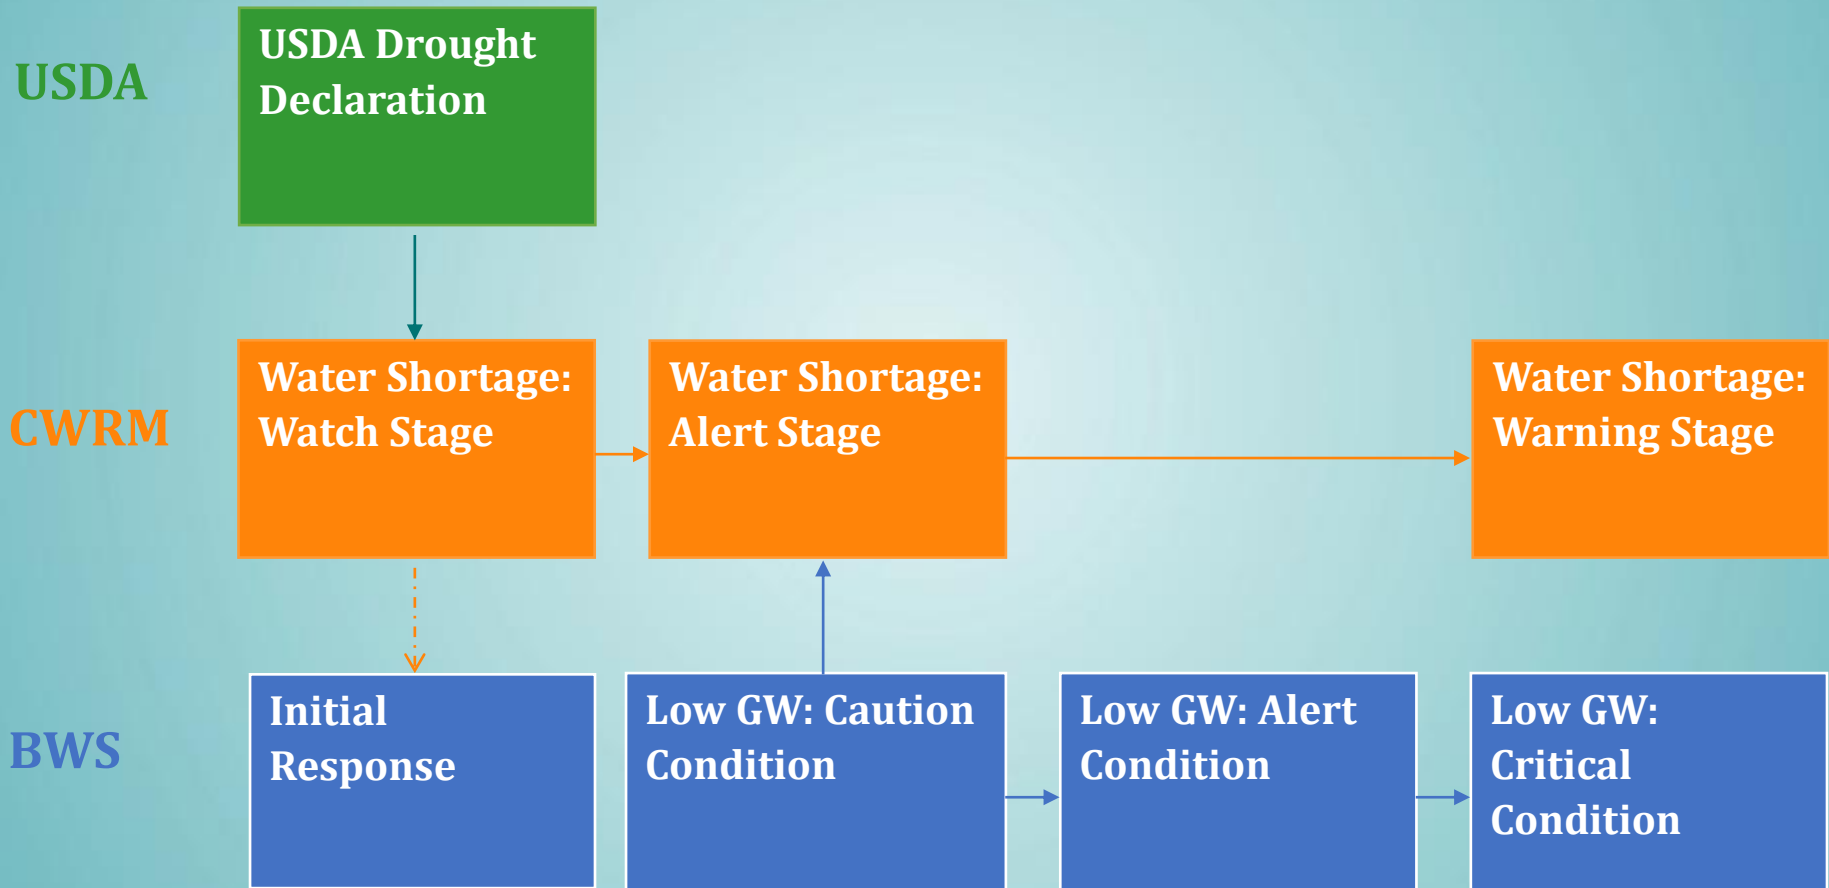 USDA
USDA Drought
Declaration
CWRM
Water Shortage:
Watch Stage
Water Shortage:
Alert Stage
Water Shortage:
Warning Stage
BWS
Initial
Response
Low GW: Caution
Condition
Low GW: Alert
Condition
Low GW:
Critical
Condition